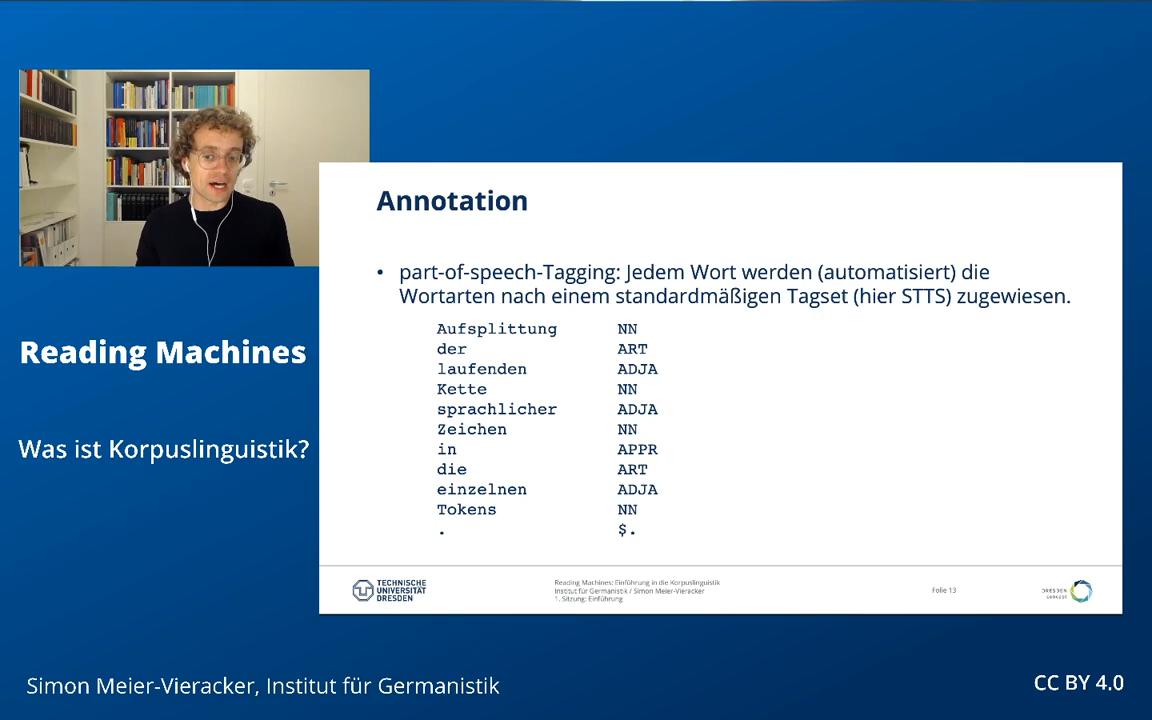 Annotation
• part-of-speech-Tagging: Jedem Wort werden (automatisiert) die
Wortarten nach einem standardmäßigen Tagset (hier STTS) zugewiesen.
Aufsplittung NN
der ART
laufenden ADJA
Kette NN
sprachlicher ADJA
Zeichen NN
in APPR
die ART
einzelnen ADJA
Tokens NN
. $.
TECHNISCHE
UNIVERSITÄT
DRESDEN
Reading Machines: Einführung in die Korpuslinguistik
Institut für Germanistik / Simon Meier-Vieracker
1. Sitzung: Einführung
Folie 13
DRESDEN
concept
Reading Machines
Was ist Korpuslinguistik?
Simon Meier-Vieracker, Institut für Germanistik
CC BY 4.0